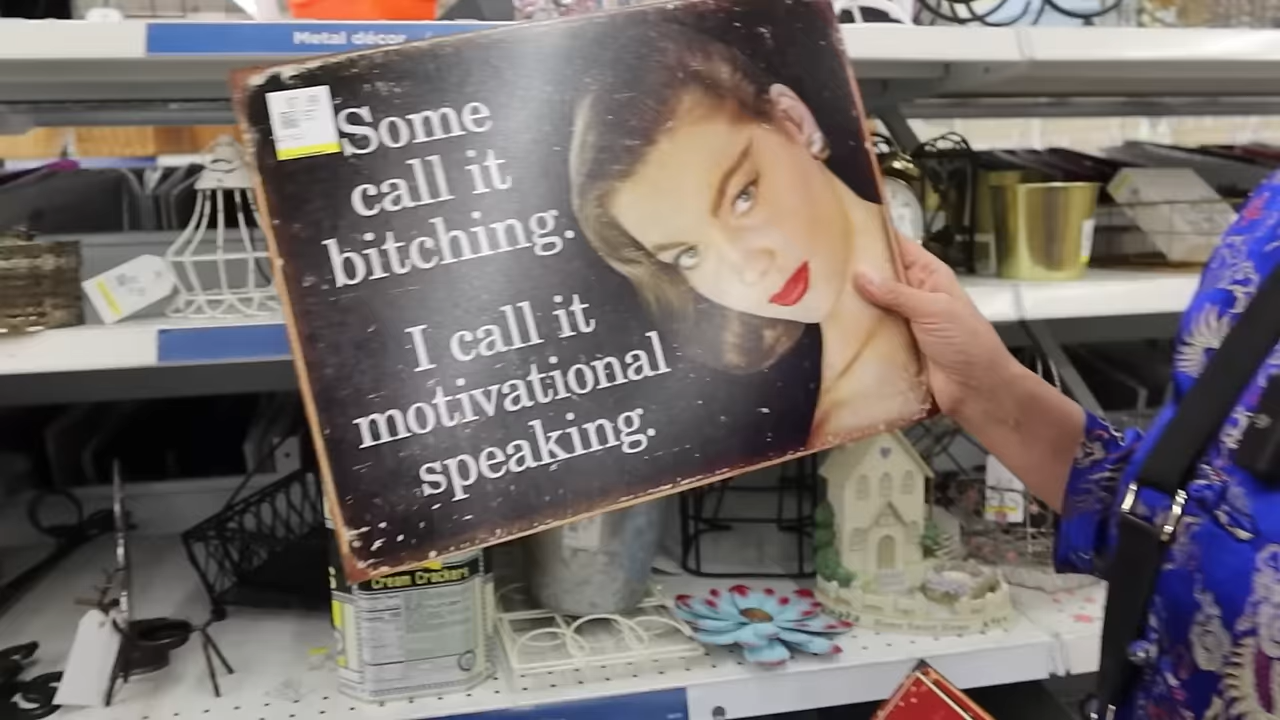 Metal décor
Some
call it
bitching.
I call it
motivational
speaking.
Cream Crackers